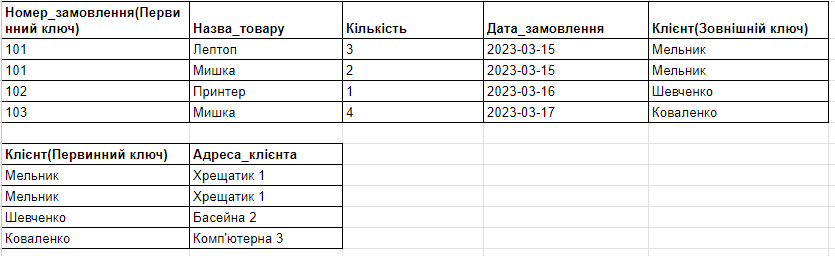 Номер_замовлення(Перви
нний ключ) Назва_товару Кількість Дата_замовлення Клієнт(Зовнішній ключ)
101 Лептоп 3 2023-03-15 Мельник
101 Мишка 2 2023-03-15 Мельник
102 Принтер 1 2023-03-16 Шевченко
103 Мишка 4 2023-03-17 Коваленко
Клієнт(Первинний ключ) Адреса_клієнта
Мельник Хрещатик 1
Мельник Хрещатик 1
Шевченко Басейна 2
Коваленко Комп'ютерна 3